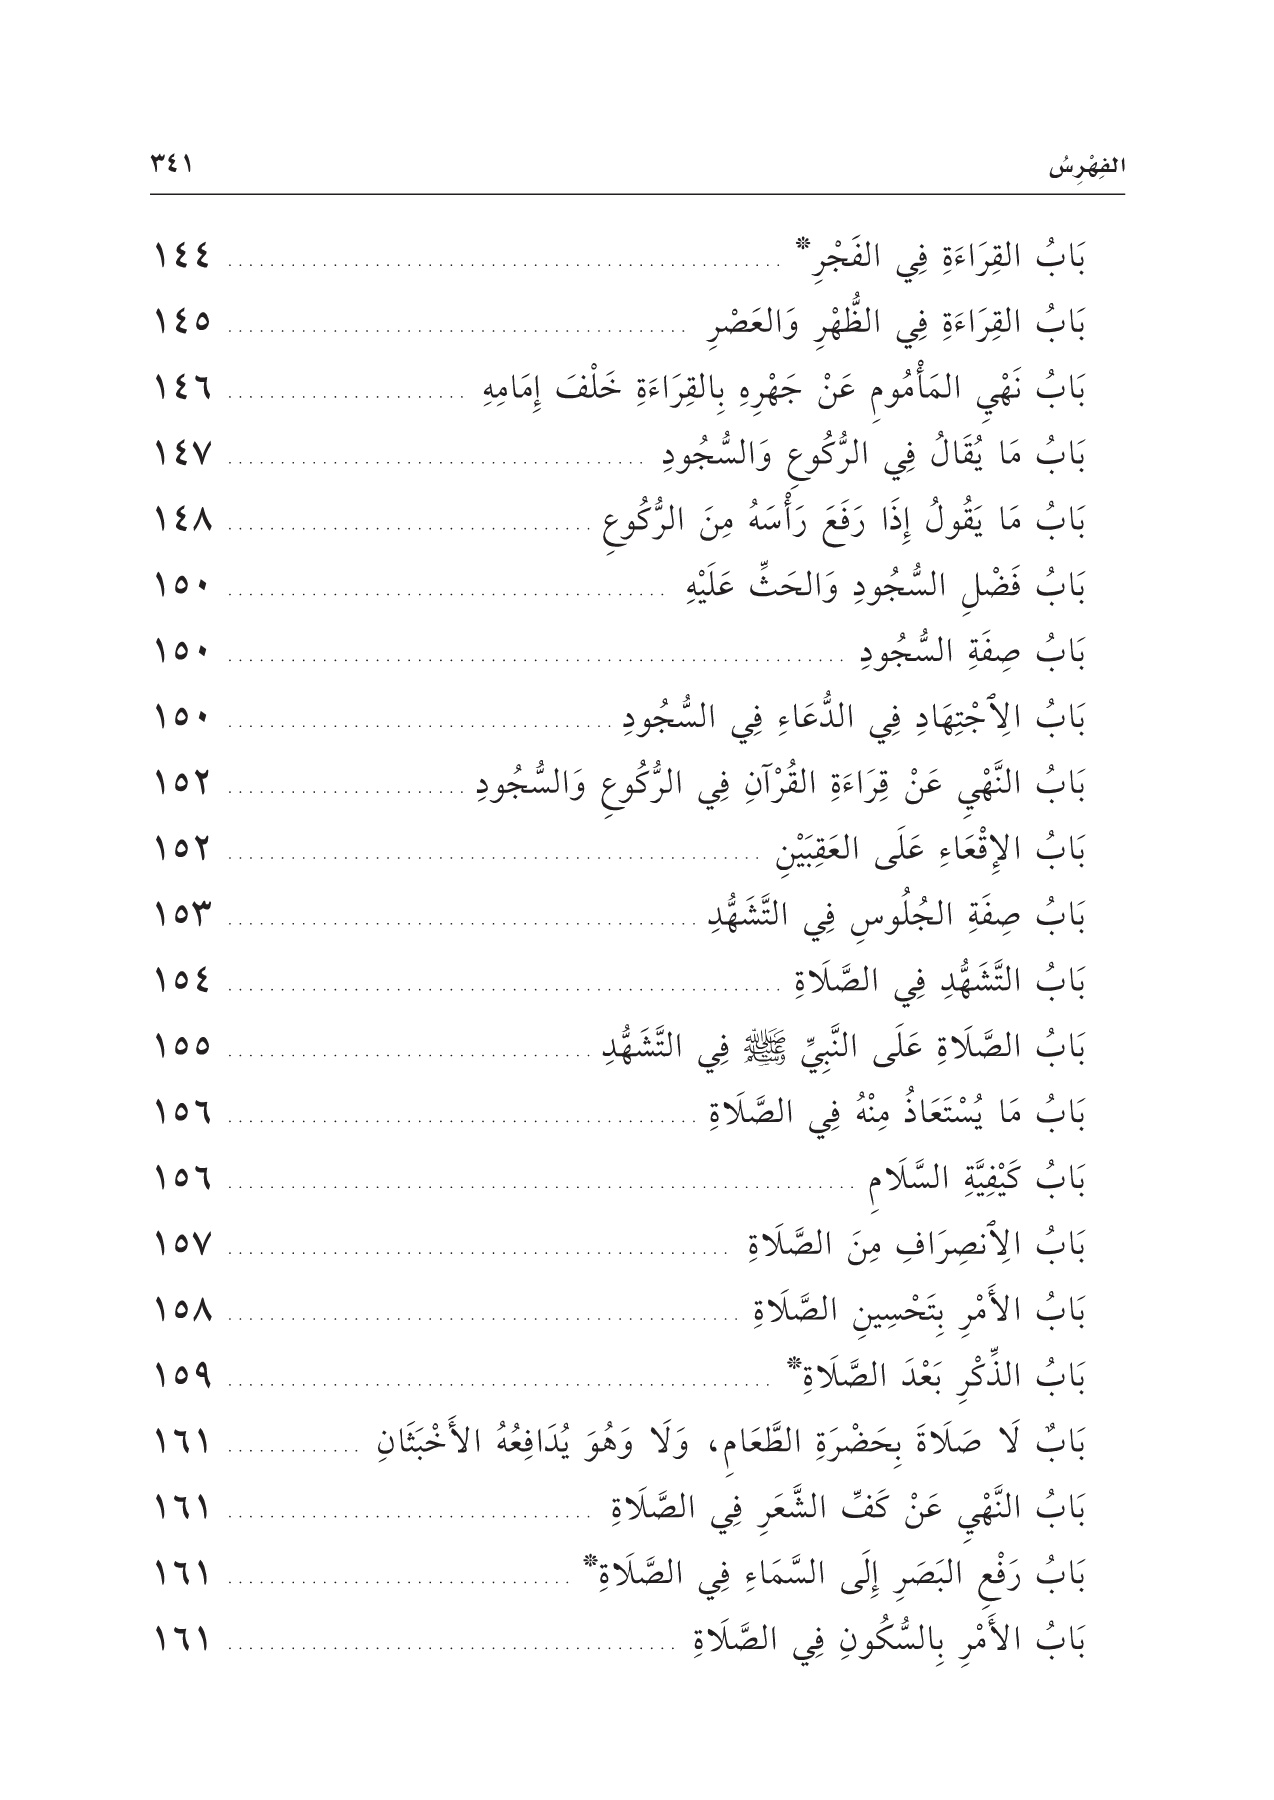 الفِهْرِسُ ٣٤١
بَابُ القِرَاءَةِ فِي الفَجْرِ* ١٤٤
بَابُ القِرَاءَةِ فِي الظُّهْرِ وَالعَصْرِ ١٤٥
بَابُ نَهْيِ المَأْمُومِ عَنْ جَهْرِهِ بِالقِرَاءَةِ خَلْفَ إِمَامِهِ ١٤٦
بَابُ مَا يُقَالُ فِي الرُّكُوعِ وَالسُّجُودِ ١٤٧
بَابُ مَا يَقُولُ إِذَا رَفَعَ رَأْسَهُ مِنَ الرُّكُوعِ ١٤٨
بَابُ فَضْلِ السُّجُودِ وَالحَثِّ عَلَيْهِ ١٥٠
بَابُ صِفَةِ السُّجُودِ ١٥٠
بَابُ الِٱجْتِهَادِ فِي الدُّعَاءِ فِي السُّجُودِ ١٥٠
بَابُ النَّهْيِ عَنْ قِرَاءَةِ القُرْآنِ فِي الرُّكُوعِ وَالسُّجُودِ ١٥٢
بَابُ الإِقْعَاءِ عَلَى العَقِبَيْنِ ١٥٢
بَابُ صِفَةِ الجُلُوسِ فِي التَّشَهُّدِ ١٥٣
بَابُ التَّشَهُّدِ فِي الصَّلَاةِ ١٥٤
بَابُ الصَّلَاةِ عَلَى النَّبِيِّ ﷺ فِي التَّشَهُّدِ ١٥٥
بَابُ مَا يُسْتَعَاذُ مِنْهُ فِي الصَّلَاةِ ١٥٦
بَابُ كَيْفِيَّةِ السَّلَامِ ١٥٦
بَابُ الِٱنصِرَافِ مِنَ الصَّلَاةِ ١٥٧
بَابُ الأَمْرِ بِتَحْسِينِ الصَّلَاةِ ١٥٨
بَابُ الذِّكْرِ بَعْدَ الصَّلَاةِ* ١٥٩
بَابٌ لَا صَلَاةَ بِحَضْرَةِ الطَّعَامِ، وَلَا وَهُوَ يُدَافِعُهُ الأَخْبَثَانِ ١٦١
بَابُ النَّهْيِ عَنْ كَفِّ الشَّعَرِ فِي الصَّلَاةِ ١٦١
بَابُ رَفْعِ البَصَرِ إِلَى السَّمَاءِ فِي الصَّلَاةِ* ١٦١
بَابُ الأَمْرِ بِالسُّكُونِ فِي الصَّلَاةِ ١٦١